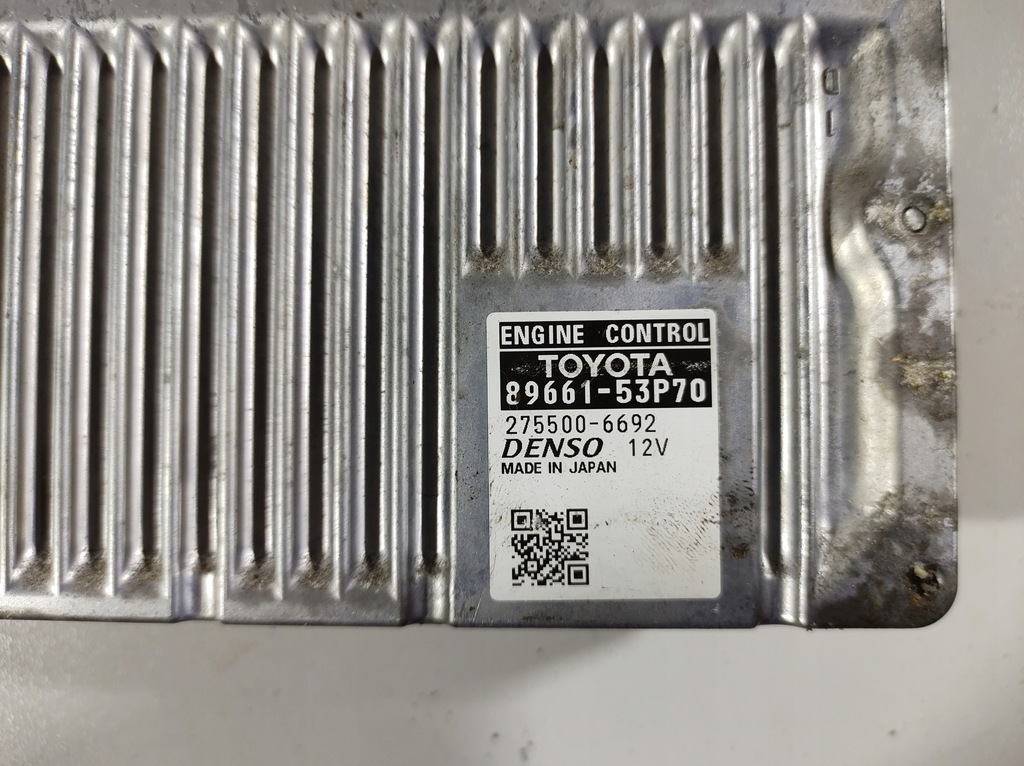 ENGINE CONTROL
TOYOTA
89661-53P70
275500-6692
DENSO 12V
MADE IN JAPAN